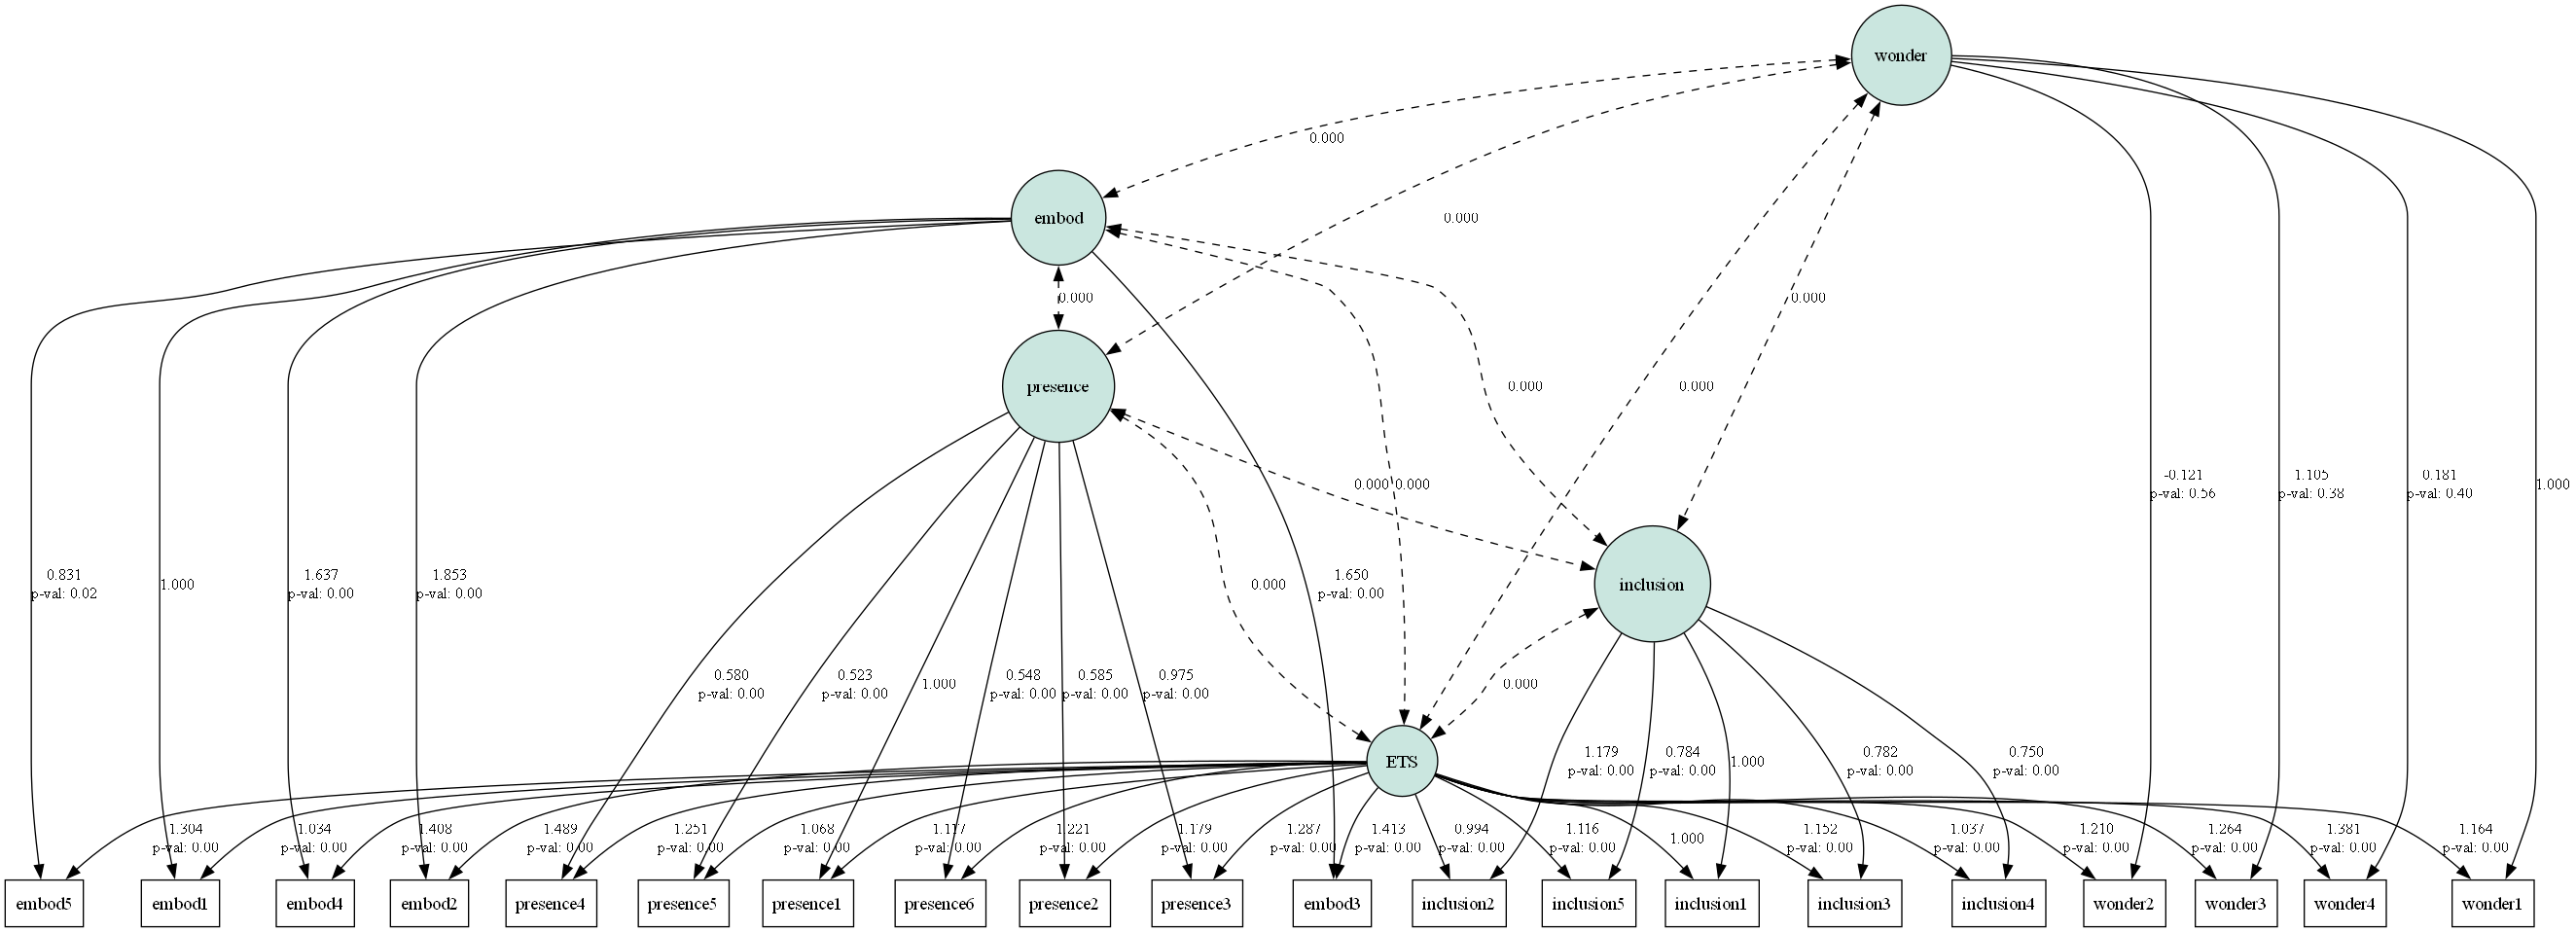 wonder
0.000
embod
0.000
0.000
0.000
presence
0.000
0.000
-0.121
p-val: 0.56
1.105
p-val: 0.38
0.181
p-val: 0.40
1.000
0.000
0.000
0.831
p-val: 0.02
1.000
1.637
p-val: 0.00
1.853
p-val: 0.00
0.000
1.650
p-val: 0.00
inclusion
0.580
p-val: 0.00
0.523
p-val: 0.00
1.000
0.548
p-val: 0.00
0.585
p-val: 0.00
0.975
p-val: 0.00
0.000
ETS
1.179
p-val: 0.00
0.784
p-val: 0.00
1.000
0.782
p-val: 0.00
0.750
p-val: 0.00
1.304
p-val: 0.00
1.034
p-val: 0.00
1.408
p-val: 0.00
1.489
p-val: 0.00
1.251
p-val: 0.00
1.068
p-val: 0.00
1.117
p-val: 0.00
1.221
p-val: 0.00
1.179
p-val: 0.00
1.287
p-val: 0.00
1.413
p-val: 0.00
0.994
p-val: 0.00
1.116
p-val: 0.00
1.000
1.152
p-val: 0.00
1.037
p-val: 0.00
1.210
p-val: 0.00
1.264
p-val: 0.00
1.381
p-val: 0.00
1.164
p-val: 0.00
embod5
embod1
embod4
embod2
presence4
presence5
presence1
presence6
presence2
presence3
embod3
inclusion2
inclusion5
inclusion1
inclusion3
inclusion4
wonder2
wonder3
wonder4
wonder1